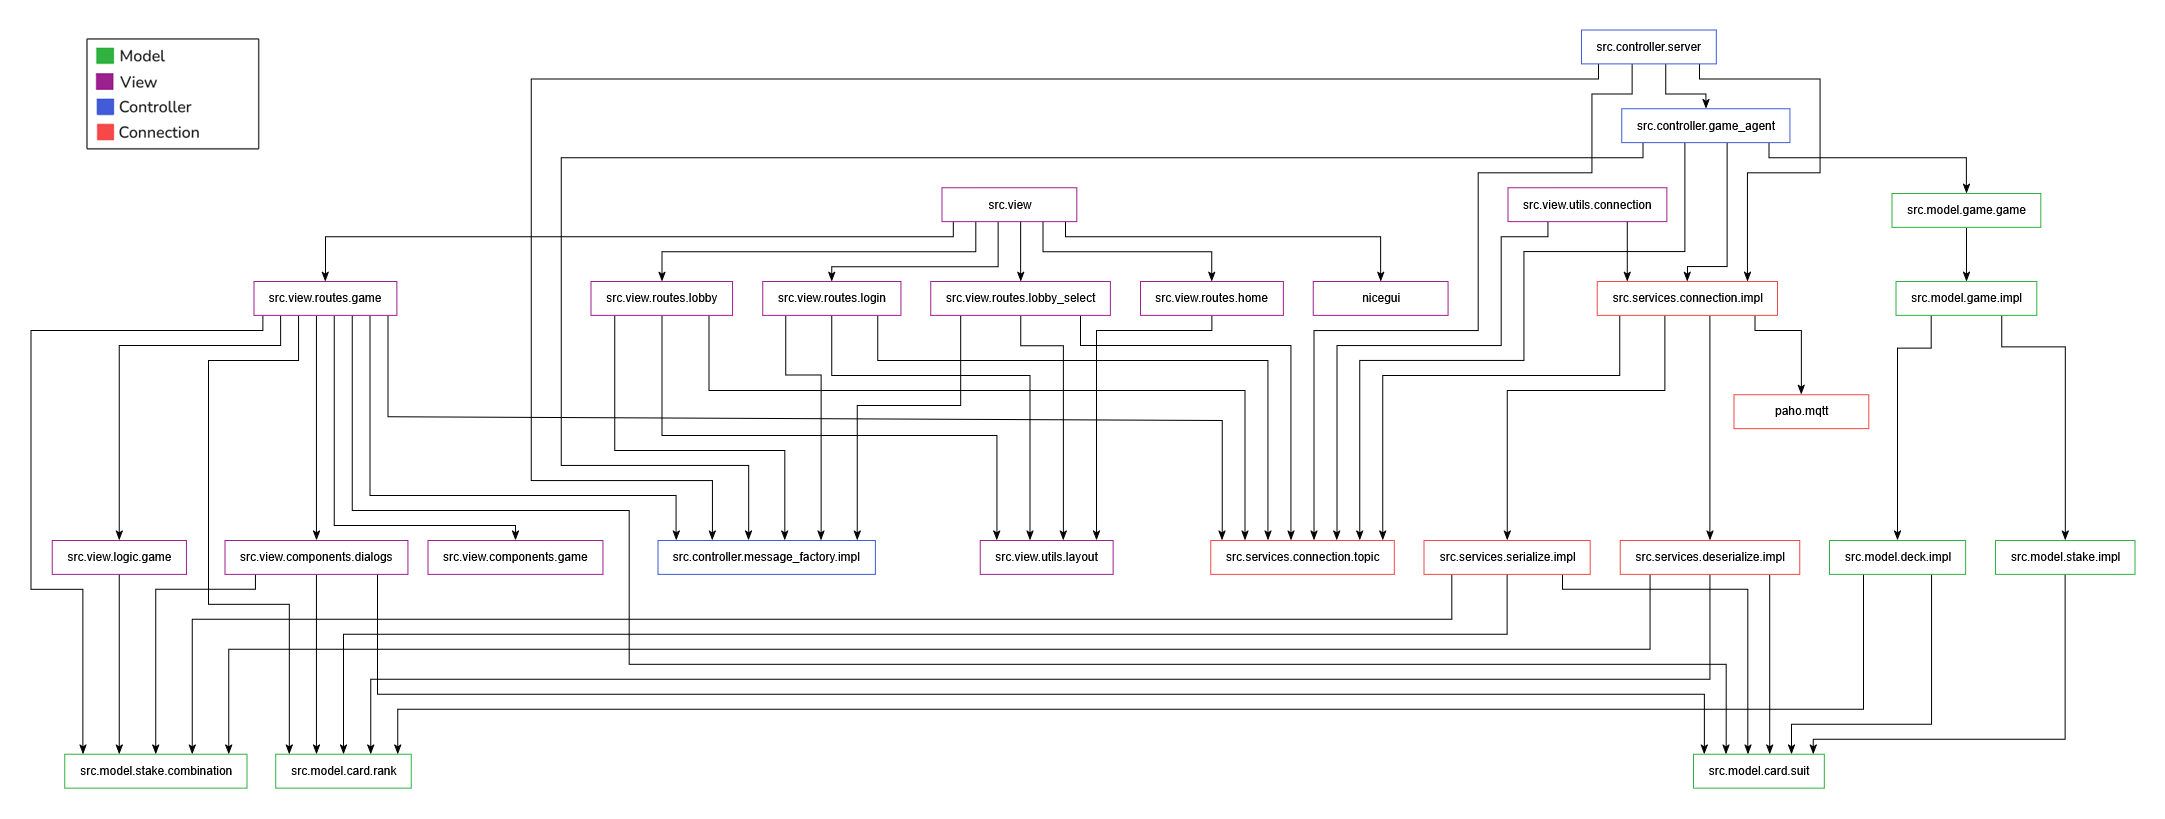 Model
View
Controller
Connection
src.controller.server
src.controller.game_agent
src.view
src.view.utils.connection
src.model.game.game
src.view.routes.game
src.view.routes.lobby
src.view.routes.login
src.view.routes.lobby_select
src.view.routes.home
nicegui
src.services.connection.impl
src.model.game.impl
paho.mqtt
src.view.logic.game
src.view.components.dialogs
src.view.components.game
src.controller.message_factory.impl
src.view.utils.layout
src.services.connection.topic
src.services.serialize.impl
src.services.deserialize.impl
src.model.deck.impl
src.model.stake.impl
src.model.stake.combination
src.model.card.rank
src.model.card.suit